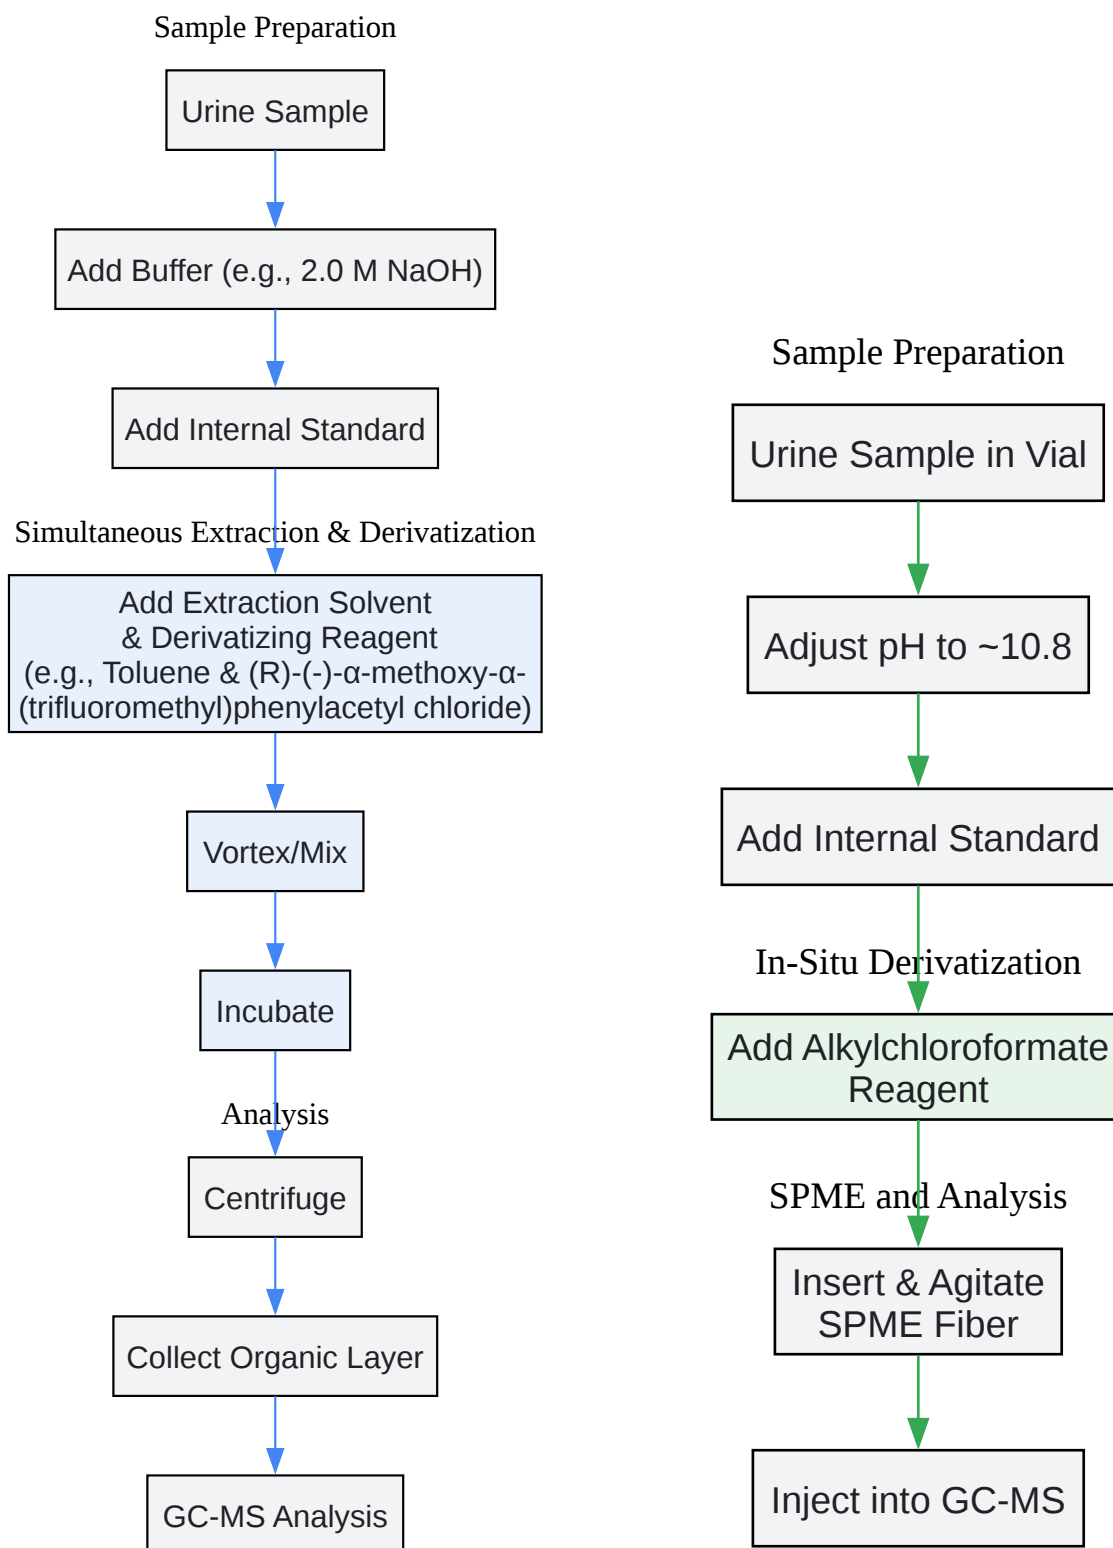 Sample Preparation
Urine Sample
Add Buffer (e.g., 2.0 M NaOH)
Add Internal Standard
Simultaneous Extraction & Derivatization
Add Extraction Solvent
& Derivatizing Reagent
(e.g., Toluene & (R)-(-)-α-methoxy-α-
(trifluoromethyl)phenylacetyl chloride)
Vortex/Mix
Incubate
Analysis
Centrifuge
Collect Organic Layer
GC-MS Analysis
Sample Preparation
Urine Sample in Vial
Adjust pH to ~10.8
Add Internal Standard
In-Situ Derivatization
Add Alkylchloroformate
Reagent
SPME and Analysis
Insert & Agitate
SPME Fiber
Inject into GC-MS